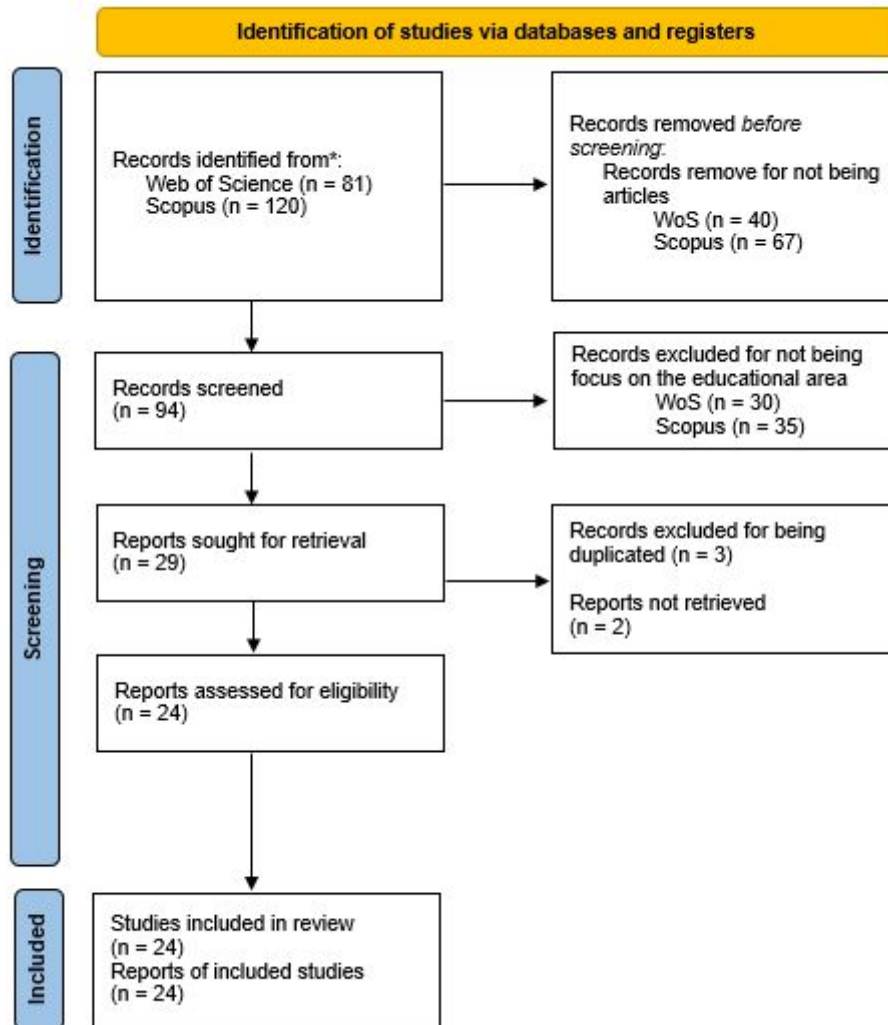 Identification of studies via databases and registers
Identification
Records identified from*:
Web of Science (n = 81)
Scopus (n = 120)
Records removed before
screening:
Records remove for not being
articles
WoS (n = 40)
Scopus (n = 67)
Screening
Records screened
(n = 94)
Records excluded for not being
focus on the educational area
WoS (n = 30)
Scopus (n = 35)
Reports sought for retrieval
(n = 29)
Records excluded for being
duplicated (n = 3)
Reports not retrieved
(n = 2)
Reports assessed for eligibility
(n = 24)
Included
Studies included in review
(n = 24)
Reports of included studies
(n = 24)